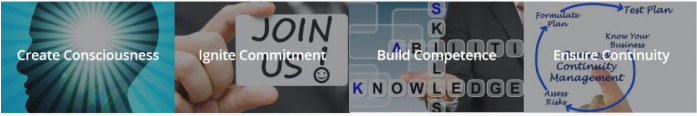 Create Consciousness
JOIN
US!
Ignite Commitment
SKILLS
ABILITI
KNOWLEDGE
Build Competence
Formulate
Plan
Test Plan
Know Your
Business
Continuity
Management
Assess
Risks
Ensure Continuity